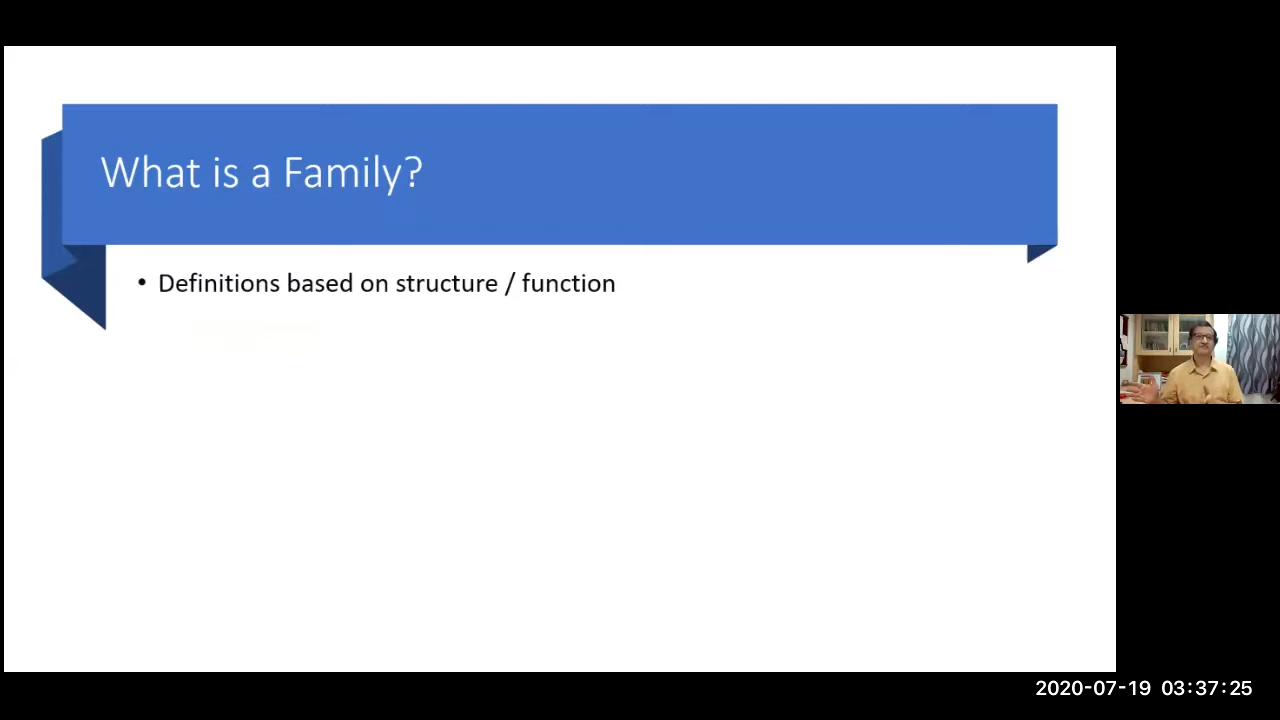 What is a Family?
• Definitions based on structure / function
2020-07-19 03:37:25